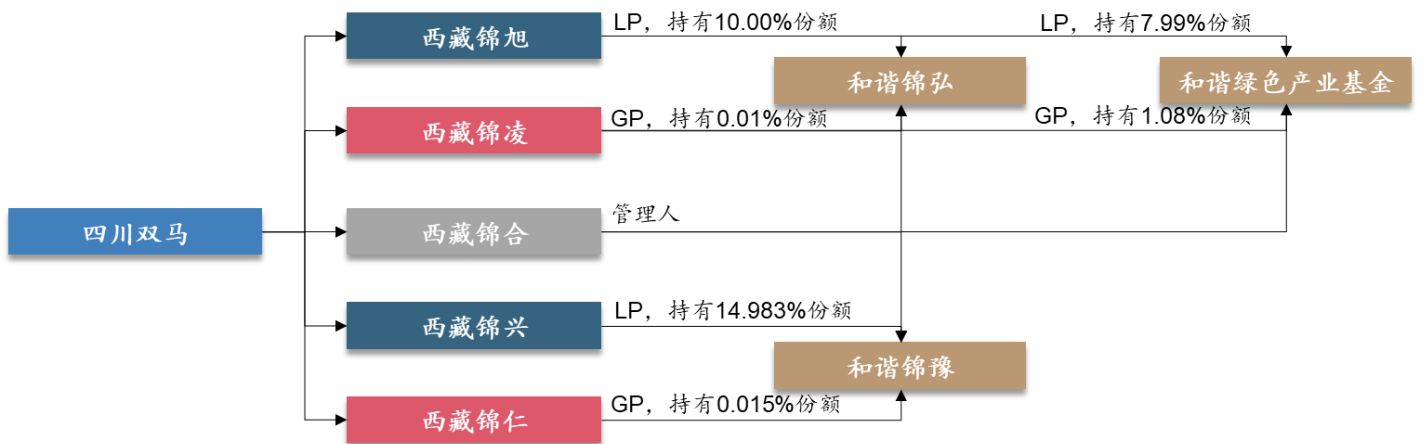 西藏锦旭
LP，持有10.00%份额
LP，持有7.99%份额
和谐锦弘
和谐绿色产业基金
西藏锦凌
GP，持有0.01%份额
GP，持有1.08%份额
四川双马
西藏锦合
管理人
西藏锦兴
LP，持有14.983%份额
和谐锦豫
西藏锦仁
GP，持有0.015%份额